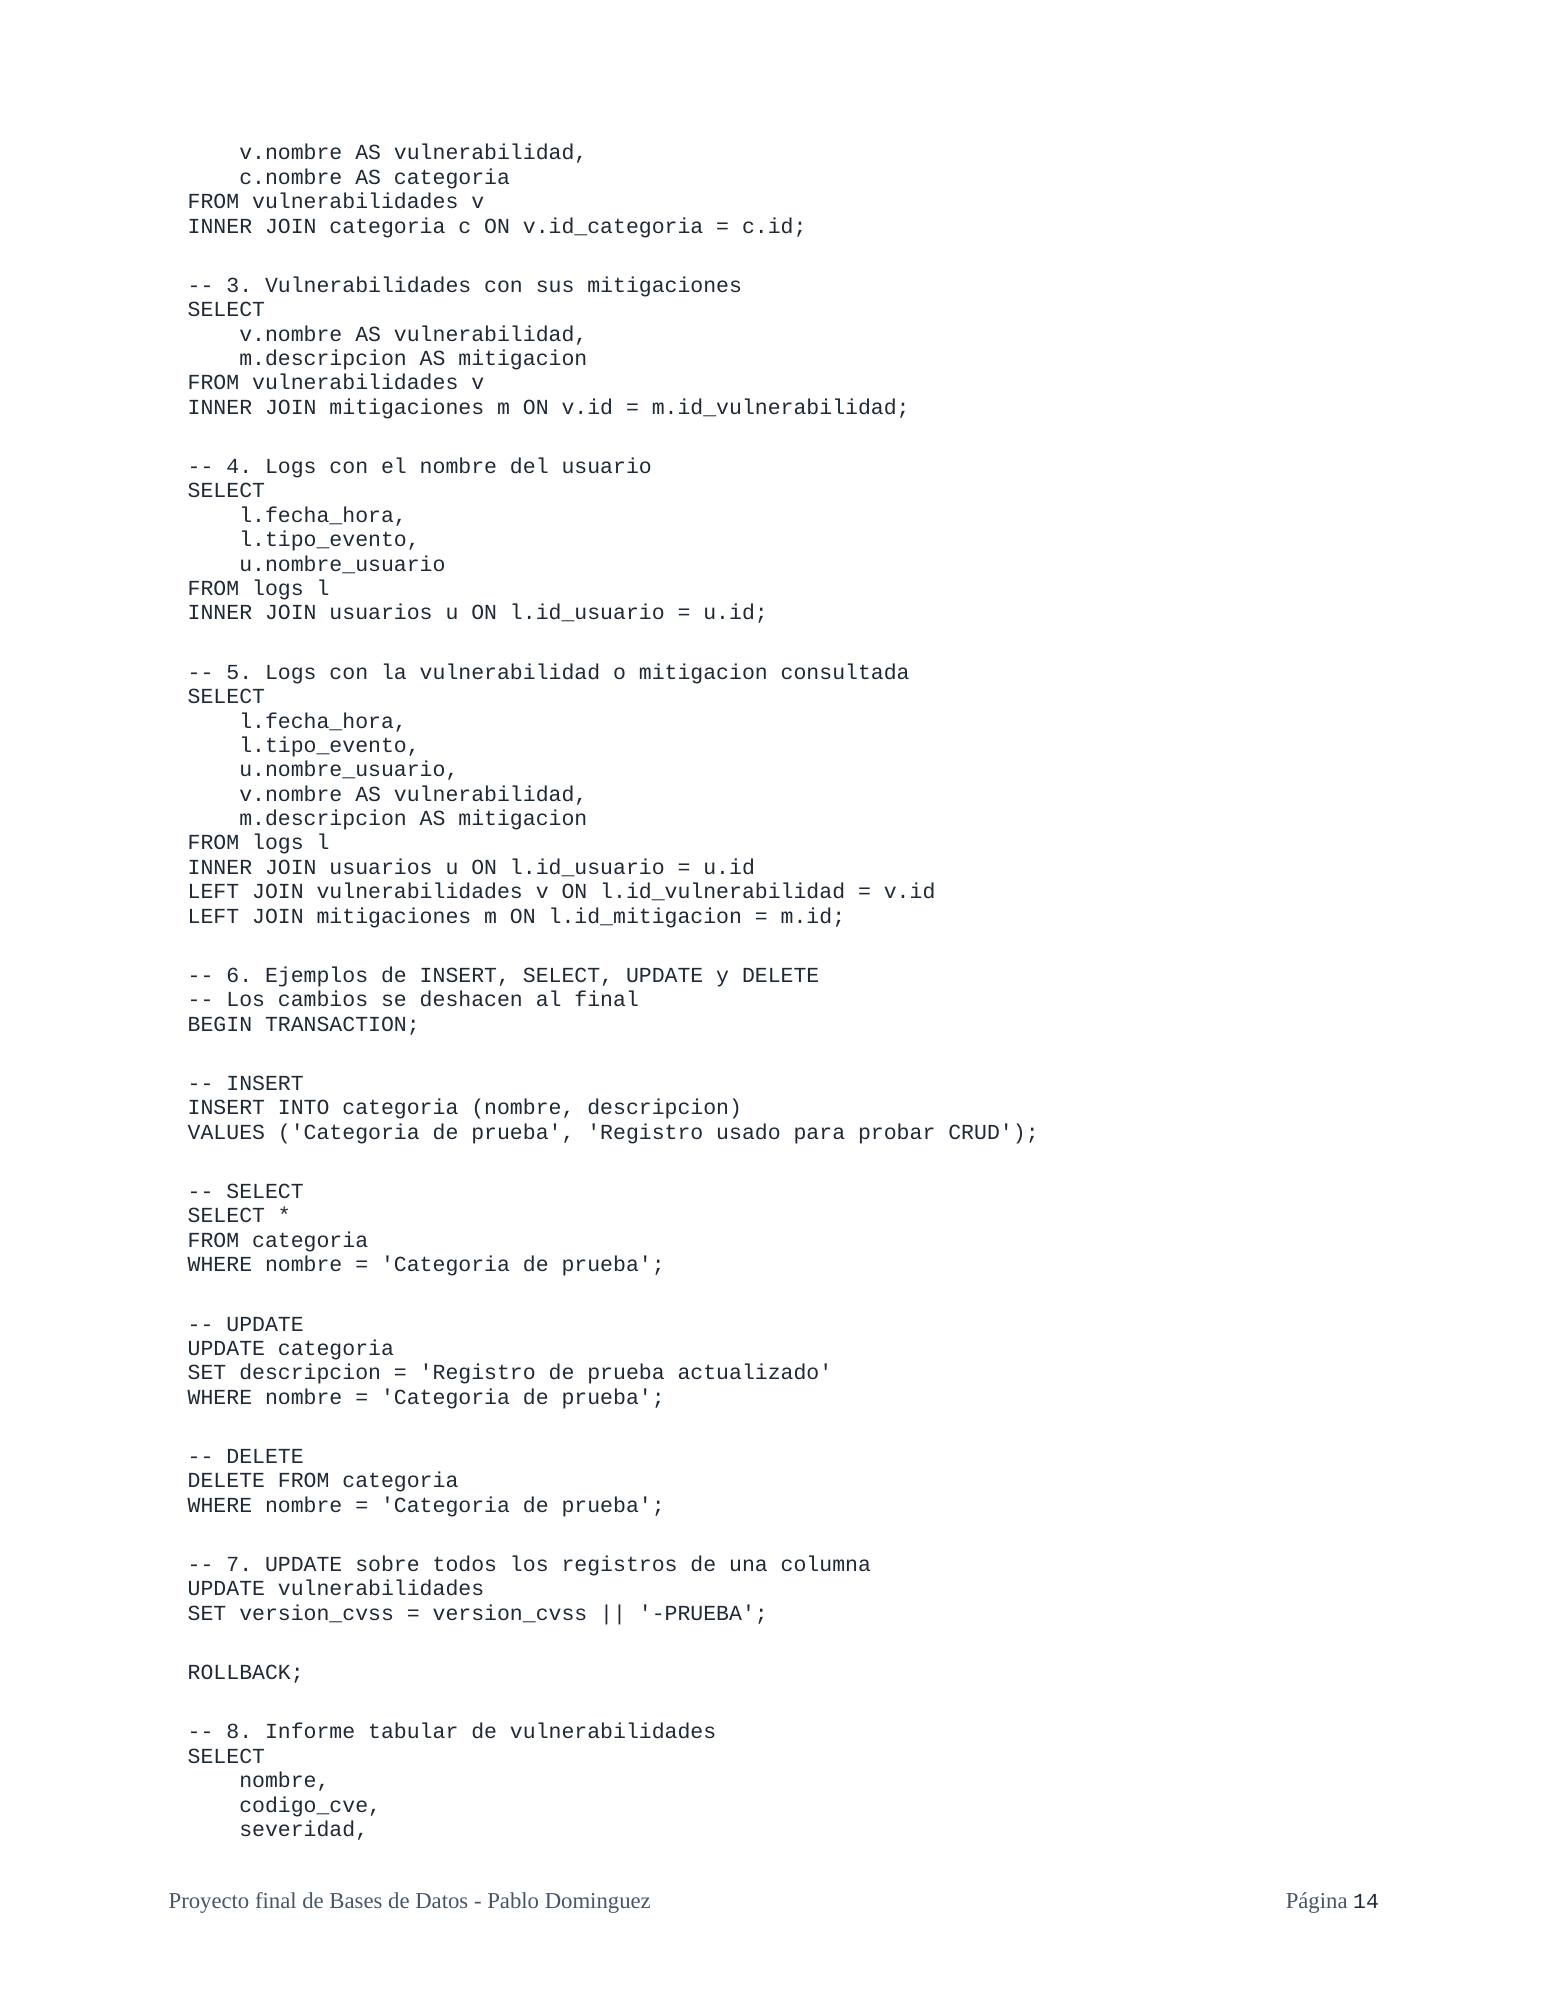 v.nombre AS vulnerabilidad,
    c.nombre AS categoria
FROM vulnerabilidades v
INNER JOIN categoria c ON v.id_categoria = c.id;

-- 3. Vulnerabilidades con sus mitigaciones
SELECT
    v.nombre AS vulnerabilidad,
    m.descripcion AS mitigacion
FROM vulnerabilidades v
INNER JOIN mitigaciones m ON v.id = m.id_vulnerabilidad;

-- 4. Logs con el nombre del usuario
SELECT
    l.fecha_hora,
    l.tipo_evento,
    u.nombre_usuario
FROM logs l
INNER JOIN usuarios u ON l.id_usuario = u.id;

-- 5. Logs con la vulnerabilidad o mitigacion consultada
SELECT
    l.fecha_hora,
    l.tipo_evento,
    u.nombre_usuario,
    v.nombre AS vulnerabilidad,
    m.descripcion AS mitigacion
FROM logs l
INNER JOIN usuarios u ON l.id_usuario = u.id
LEFT JOIN vulnerabilidades v ON l.id_vulnerabilidad = v.id
LEFT JOIN mitigaciones m ON l.id_mitigacion = m.id;

-- 6. Ejemplos de INSERT, SELECT, UPDATE y DELETE
-- Los cambios se deshacen al final
BEGIN TRANSACTION;

-- INSERT
INSERT INTO categoria (nombre, descripcion)
VALUES ('Categoria de prueba', 'Registro usado para probar CRUD');

-- SELECT
SELECT *
FROM categoria
WHERE nombre = 'Categoria de prueba';

-- UPDATE
UPDATE categoria
SET descripcion = 'Registro de prueba actualizado'
WHERE nombre = 'Categoria de prueba';

-- DELETE
DELETE FROM categoria
WHERE nombre = 'Categoria de prueba';

-- 7. UPDATE sobre todos los registros de una columna
UPDATE vulnerabilidades
SET version_cvss = version_cvss || '-PRUEBA';

ROLLBACK;

-- 8. Informe tabular de vulnerabilidades
SELECT
    nombre,
    codigo_cve,
    severidad,
Proyecto final de Bases de Datos - Pablo Dominguez Página 14